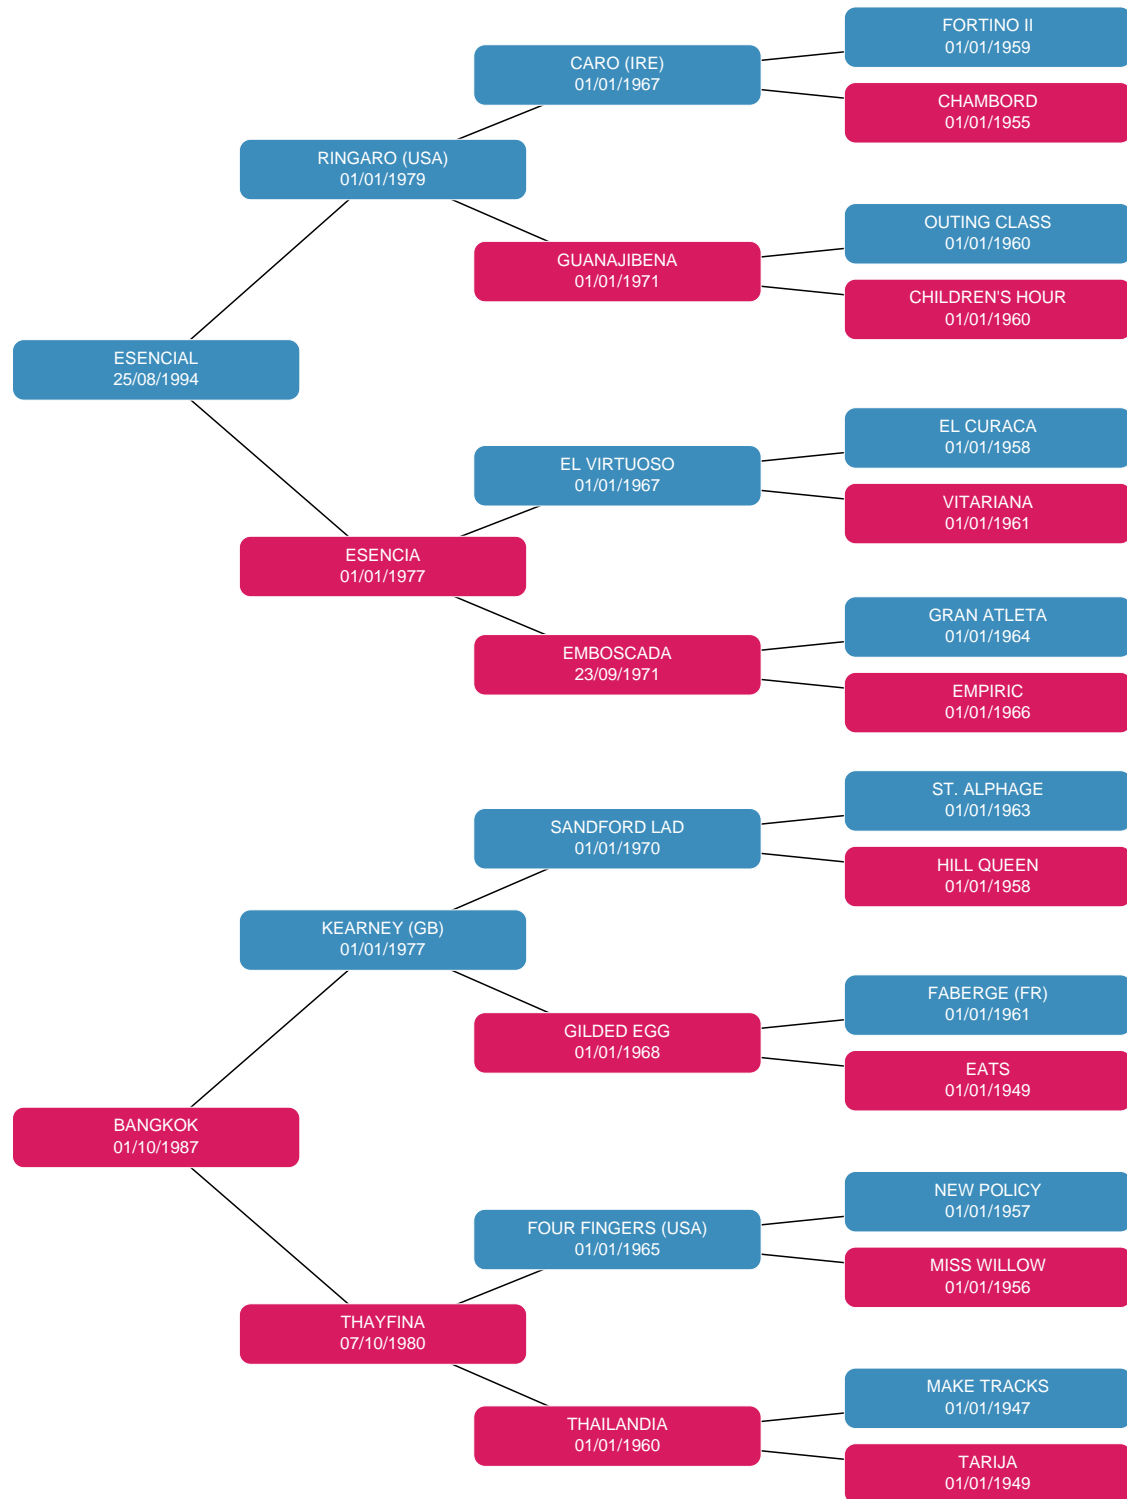 FORTINO II
01/01/1959
CARO (IRE)
01/01/1967
CHAMBORD
01/01/1955
RINGARO (USA)
01/01/1979
OUTING CLASS
01/01/1960
GUANAJIBENA
01/01/1971
CHILDREN'S HOUR
01/01/1960
ESENCIAL
25/08/1994
EL CURACA
01/01/1958
EL VIRTUOSO
01/01/1967
VITARIANA
01/01/1961
ESENCIA
01/01/1977
GRAN ATLETA
01/01/1964
EMBOSCADA
23/09/1971
EMPIRIC
01/01/1966
ST. ALPHAGE
01/01/1963
SANDFORD LAD
01/01/1970
HILL QUEEN
01/01/1958
KEARNEY (GB)
01/01/1977
FABERGE (FR)
01/01/1961
GILDED EGG
01/01/1968
EATS
01/01/1949
BANGKOK
01/10/1987
NEW POLICY
01/01/1957
FOUR FINGERS (USA)
01/01/1965
MISS WILLOW
01/01/1956
THAYFINA
07/10/1980
MAKE TRACKS
01/01/1947
THAILANDIA
01/01/1960
TARIJA
01/01/1949